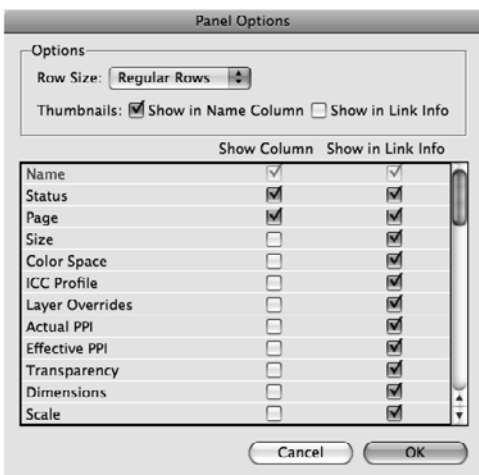 Panel Options
Options
Row Size: Regular Rows
Thumbnails: Show in Name Column Show in Link Info
Show Column Show in Link Info
Name
Status
Page
Size
Color Space
ICC Profile
Layer Overrides
Actual PPI
Effective PPI
Transparency
Dimensions
Scale
Cancel OK